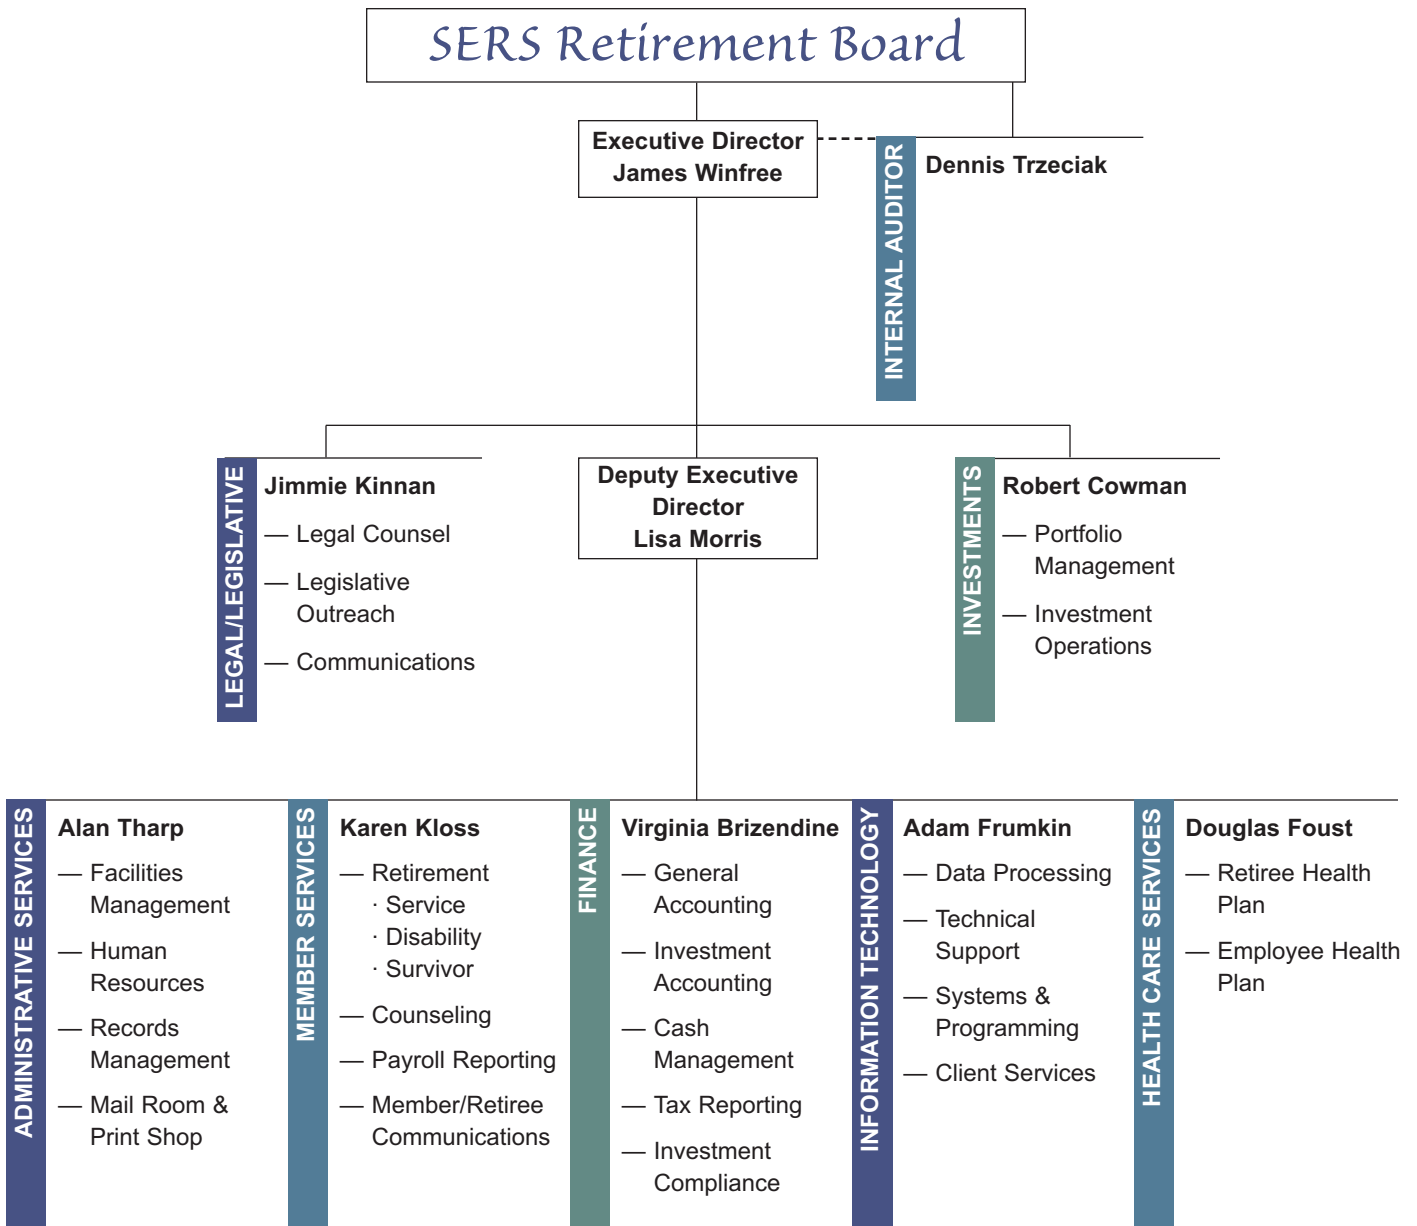 SERS Retirement Board
Executive Director
James Winfree
INTERNAL AUDITOR
Dennis Trzeciak
LEGAL/LEGISLATIVE
Jimmie Kinnan
— Legal Counsel
— Legislative
Outreach
— Communications
Deputy Executive
Director
Lisa Morris
INVESTMENTS
Robert Cowman
— Portfolio
Management
— Investment
Operations
ADMINISTRATIVE SERVICES
Alan Tharp
— Facilities
Management
— Human
Resources
— Records
Management
— Mail Room &
Print Shop
MEMBER SERVICES
Karen Kloss
— Retirement
· Service
· Disability
· Survivor
— Counseling
— Payroll Reporting
— Member/Retiree
Communications
FINANCE
Virginia Brizendine
— General
Accounting
— Investment
Accounting
— Cash
Management
— Tax Reporting
— Investment
Compliance
INFORMATION TECHNOLOGY
Adam Frumkin
— Data Processing
— Technical
Support
— Systems &
Programming
— Client Services
HEALTH CARE SERVICES
Douglas Foust
— Retiree Health
Plan
— Employee Health
Plan